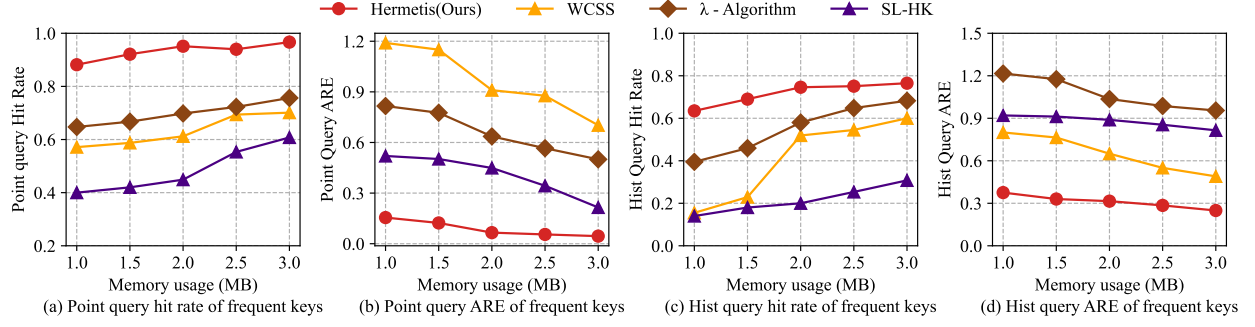 Hermetis(Ours) WCSS λ - Algorithm SL-HK
Point query Hit Rate
1.0
0.8
0.6
0.4
0.2
1.0 1.5 2.0 2.5 3.0
Memory usage (MB)
(a) Point query hit rate of frequent keys
Point Query ARE
1.2
0.9
0.6
0.3
0.0
1.0 1.5 2.0 2.5 3.0
Memory usage (MB)
(b) Point query ARE of frequent keys
Hist Query Hit Rate
1.0
0.8
0.6
0.4
0.2
0.0
1.0 1.5 2.0 2.5 3.0
Memory usage (MB)
(c) Hist query hit rate of frequent keys
Hist Query ARE
1.5
1.2
0.9
0.6
0.3
0.0
1.0 1.5 2.0 2.5 3.0
Memory usage (MB)
(d) Hist query ARE of frequent keys